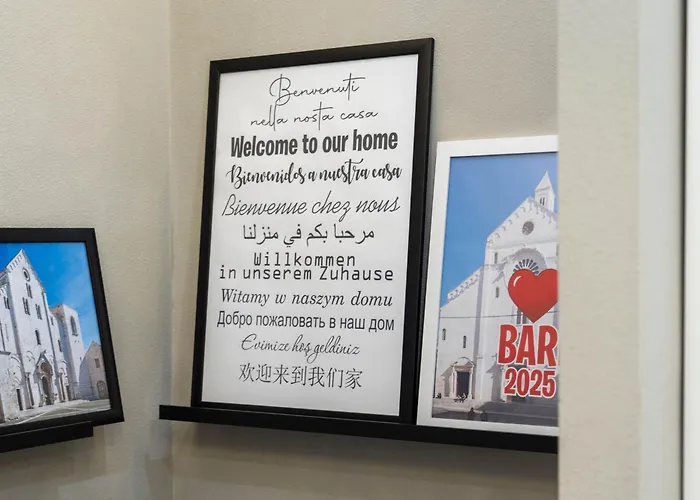 Benvenuti
nella nosta casa
Welcome to our home
Bienvenidos a nuestra casa
Bienvenue chez nous
مرحبا بكم في منزلنا
Willkommen
in unserem Zuhause
Witamy w naszym domu
Добро пожаловать в наш дом
Evimize hoş geldiniz
欢迎来到我们家
BAR
2025